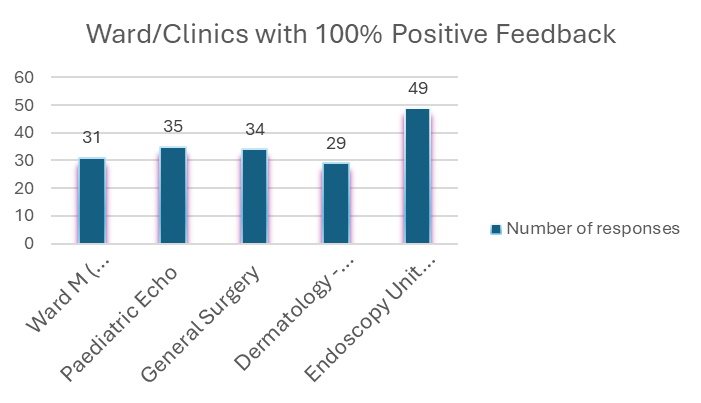 Ward/Clinics with 100% Positive Feedback
60
50
40
30
20
10
0
31
35
34
29
49
Ward M (...
Paediatric Echo
General Surgery
Dermatology -...
Endoscopy Unit...
Number of responses